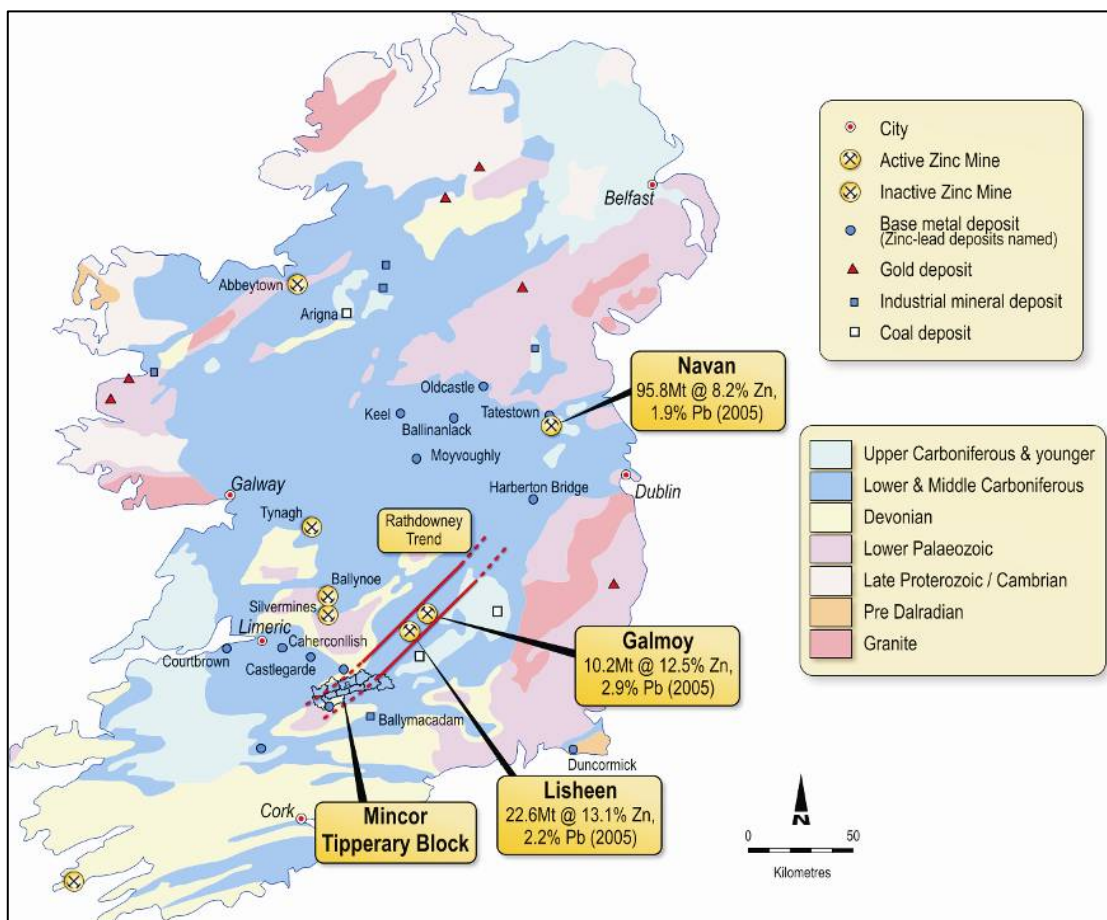 City
Active Zinc Mine
Inactive Zinc Mine
Base metal deposit
(Zinc-lead deposits named)
Gold deposit
Industrial mineral deposit
Coal deposit
Belfast
Abbeytown
Arigna
Navan
95.8Mt @ 8.2% Zn,
1.9% Pb (2005)
Oldcastle
Tatestown
Keel
Ballinanlack
Moyvoughly
Upper Carboniferous & younger
Lower & Middle Carboniferous
Devonian
Lower Palaeozoic
Late Proterozoic / Cambrian
Pre Dalradian
Granite
Galway
Harberton Bridge
Dublin
Tynagh
Rathdowney
Trend
Ballynoe
Silvermines
Limeric
Caherconllish
Courtbrown
Castlegarde
Galmoy
10.2Mt @ 12.5% Zn,
2.9% Pb (2005)
Ballymacadam
Duncormick
Lisheen
22.6Mt @ 13.1% Zn,
2.2% Pb (2005)
Cork
Mincor
Tipperary Block
N
0 50
Kilometres